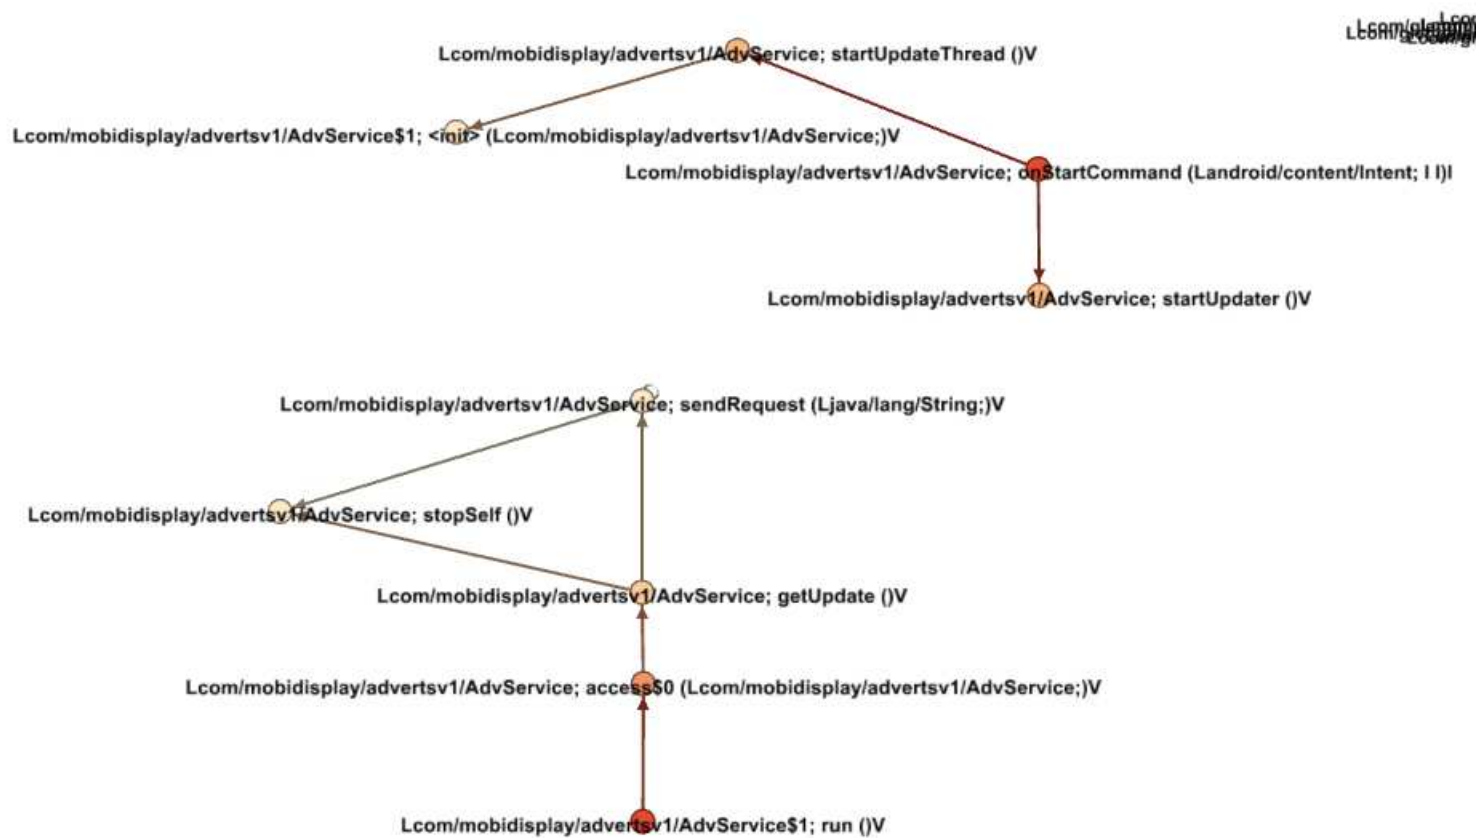 Lcom/mobidisplay/advertsv1/AdvService; startUpdateThread ()V
Lcom/mobidisplay/advertsv1/AdvService$1; <init> (Lcom/mobidisplay/advertsv1/AdvService;)V
Lcom/mobidisplay/advertsv1/AdvService; onStartCommand (Landroid/content/Intent; I I)I
Lcom/mobidisplay/advertsv1/AdvService; startUpdater ()V
Lcom/mobidisplay/advertsv1/AdvService; sendRequest (Ljava/lang/String;)V
Lcom/mobidisplay/advertsv1/AdvService; stopSelf ()V
Lcom/mobidisplay/advertsv1/AdvService; getUpdate ()V
Lcom/mobidisplay/advertsv1/AdvService; access$0 (Lcom/mobidisplay/advertsv1/AdvService;)V
Lcom/mobidisplay/advertsv1/AdvService$1; run ()V